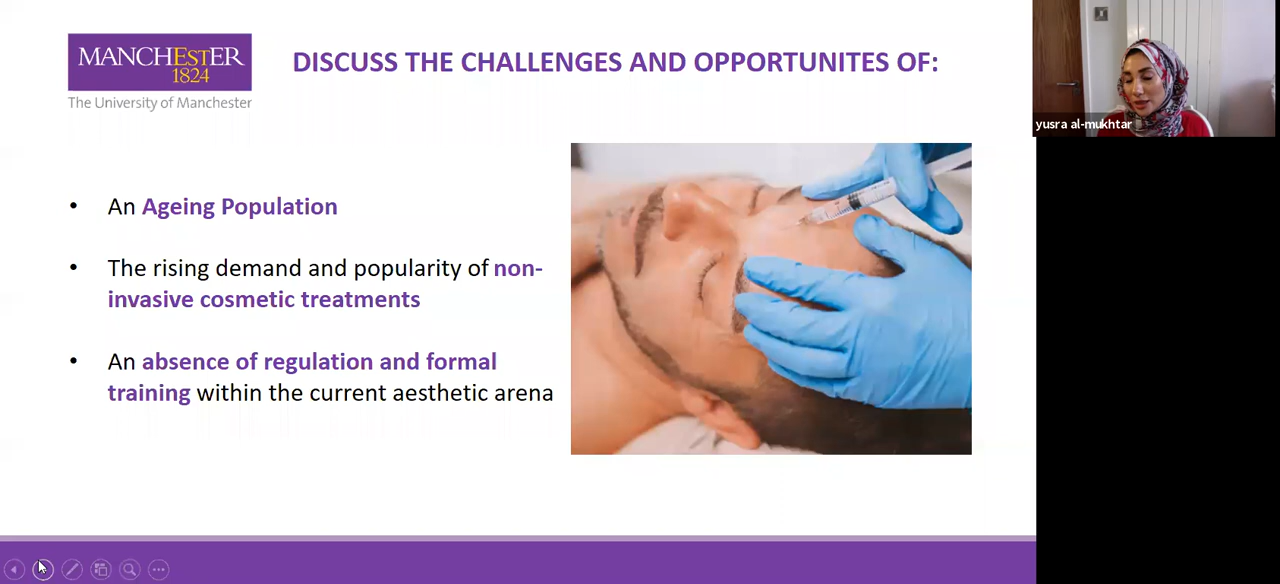 MANCHESTER
1824
The University of Manchester
DISCUSS THE CHALLENGES AND OPPORTUNITES OF:
• An Ageing Population
• The rising demand and popularity of non-
invasive cosmetic treatments
• An absence of regulation and formal
training within the current aesthetic arena
yusra al-mukhtar